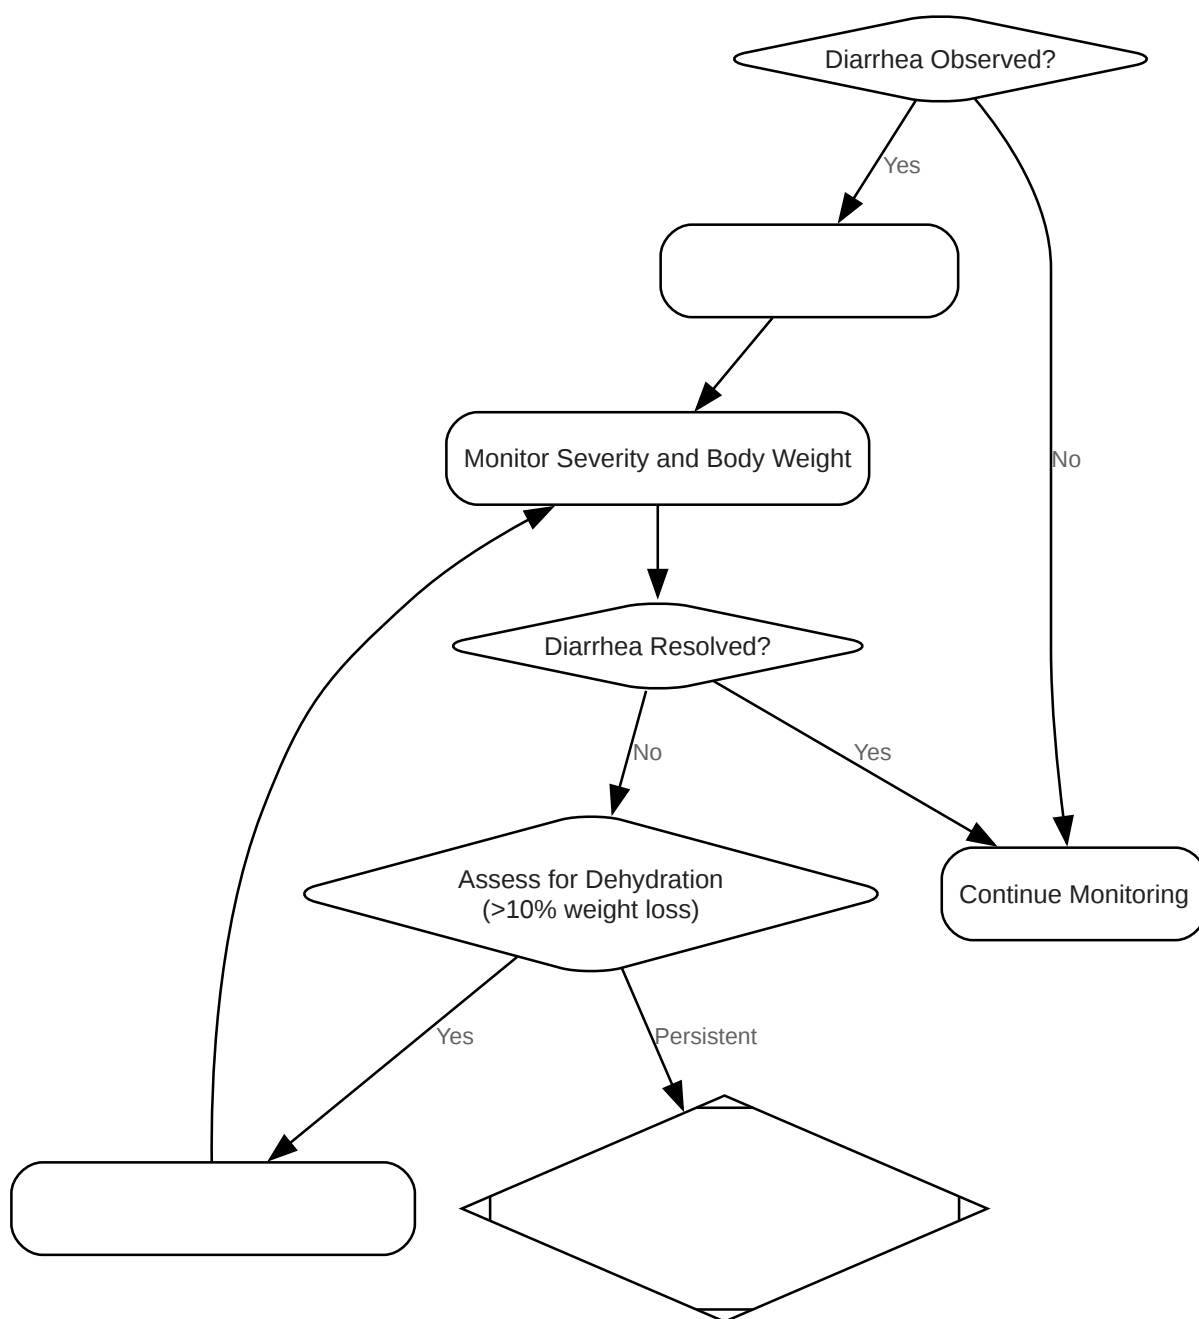 Diarrhea Observed?
Yes
Monitor Severity and Body Weight
No
Diarrhea Resolved?
No
Yes
Assess for Dehydration
(>10% weight loss)
Continue Monitoring
Yes
Persistent